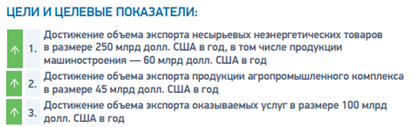 ЦЕЛИ И ЦЕЛЕВЫЕ ПОКАЗАТЕЛИ:
1. Достижение объема экспорта несырьевых неэнергетических товаров
в размере 250 млрд долл. США в год, в том числе продукции
машиностроения — 60 млрд долл. США в год
2. Достижение объема экспорта продукции агропромышленного комплекса
в размере 45 млрд долл. США в год
3. Достижение объема экспорта оказываемых услуг в размере 100 млрд
долл. США в год